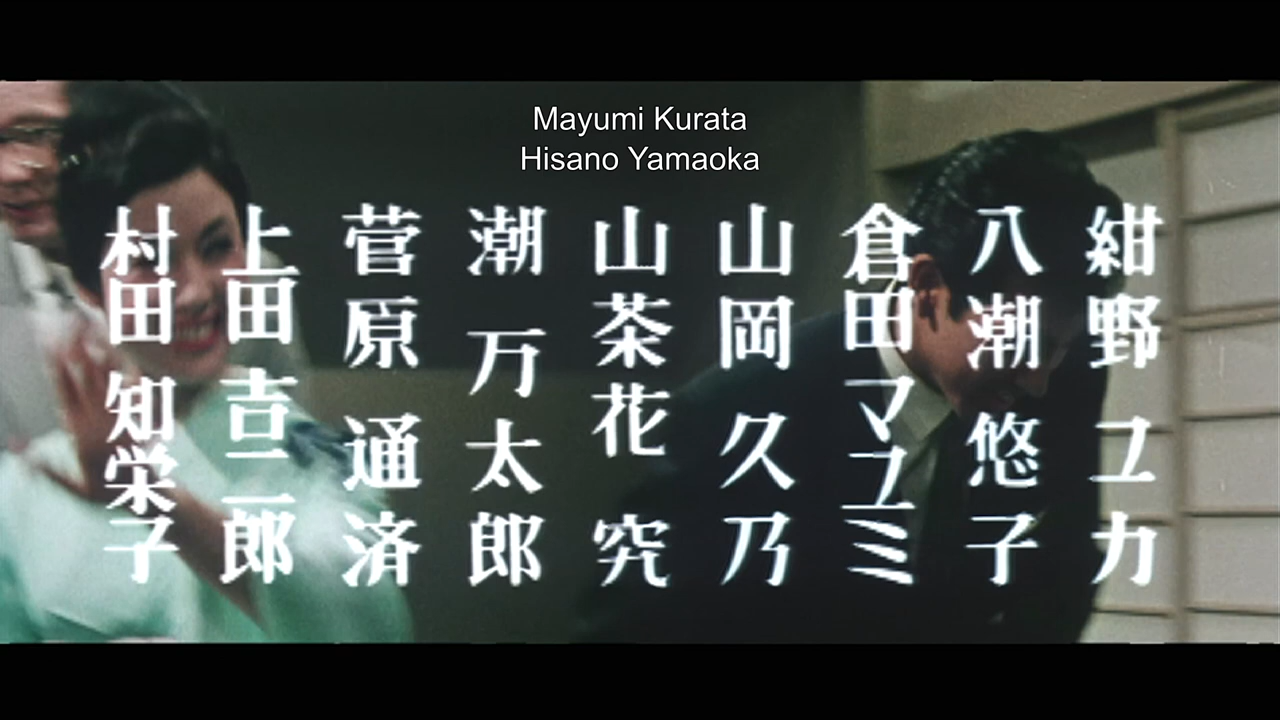 Mayumi Kurata
Hisano Yamaoka
紺野ユカ
八潮悠子
倉田マユミ
山岡久乃
山茶花究
潮万太郎
菅原通済
上田吉二郎
村田知栄子